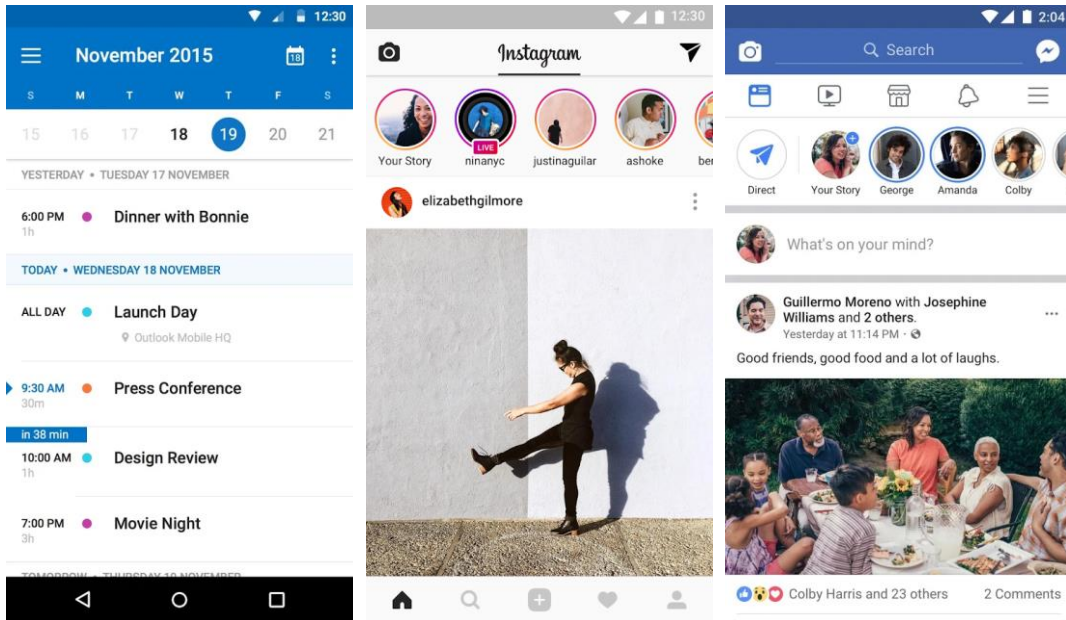 12:30
November 2015
18
S M T W T F S
15 16 17 18 19 20 21
YESTERDAY • TUESDAY 17 NOVEMBER
6:00 PM Dinner with Bonnie
1h
TODAY • WEDNESDAY 18 NOVEMBER
ALL DAY Launch Day
Outlook Mobile HQ
9:30 AM Press Conference
30m
in 38 min
10:00 AM Design Review
1h
7:00 PM Movie Night
3h
TOMORROW • THURSDAY 19 NOVEMBER
12:30
Instagram
LIVE
Your Story ninanyc justinaguilar ashoke ber
elizabethgilmore
2:04
Search
Direct Your Story George Amanda Colby
What's on your mind?
Guillermo Moreno with Josephine
Williams and 2 others.
Yesterday at 11:14 PM ·
Good friends, good food and a lot of laughs.
Colby Harris and 23 others 2 Comments